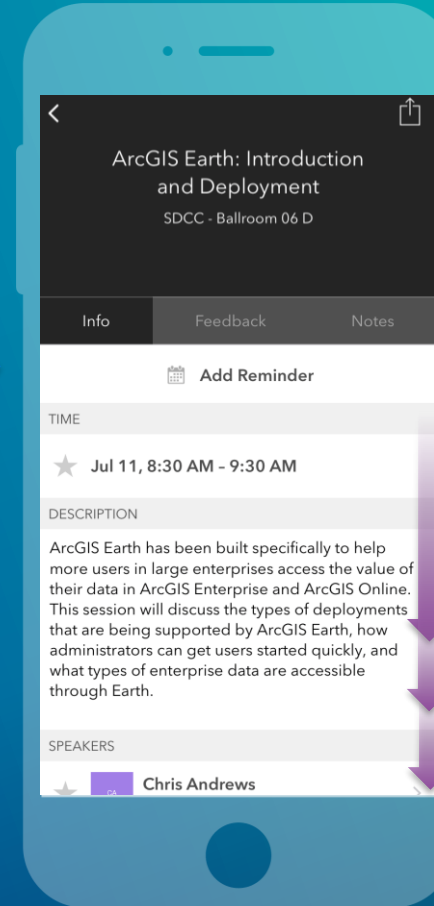 ArcGIS Earth: Introduction
and Deployment
SDCC - Ballroom 06 D
Info Feedback Notes
Add Reminder
TIME
Jul 11, 8:30 AM – 9:30 AM
DESCRIPTION
ArcGIS Earth has been built specifically to help
more users in large enterprises access the value of
their data in ArcGIS Enterprise and ArcGIS Online.
This session will discuss the types of deployments
that are being supported by ArcGIS Earth, how
administrators can get users started quickly, and
what types of enterprise data are accessible
through Earth.
SPEAKERS
CA Chris Andrews